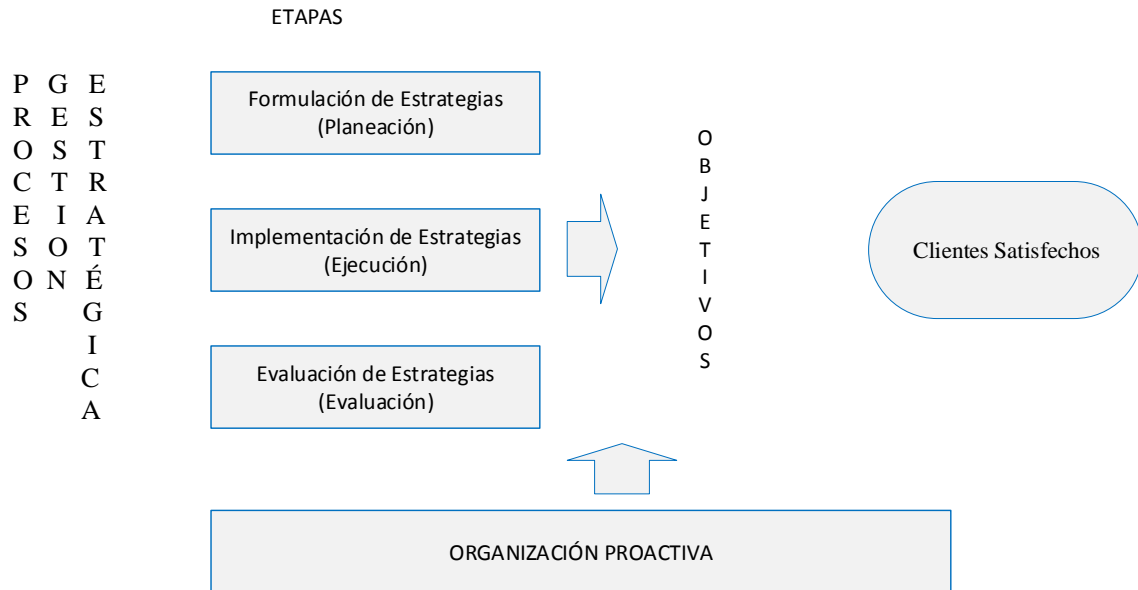 ETAPAS
PROCESOS
GESTION
ESTRATÉGICA
Formulación de Estrategias
(Planeación)
Implementación de Estrategias
(Ejecución)
Evaluación de Estrategias
(Evaluación)
OBJETIVOS
Clientes Satisfechos
ORGANIZACIÓN PROACTIVA